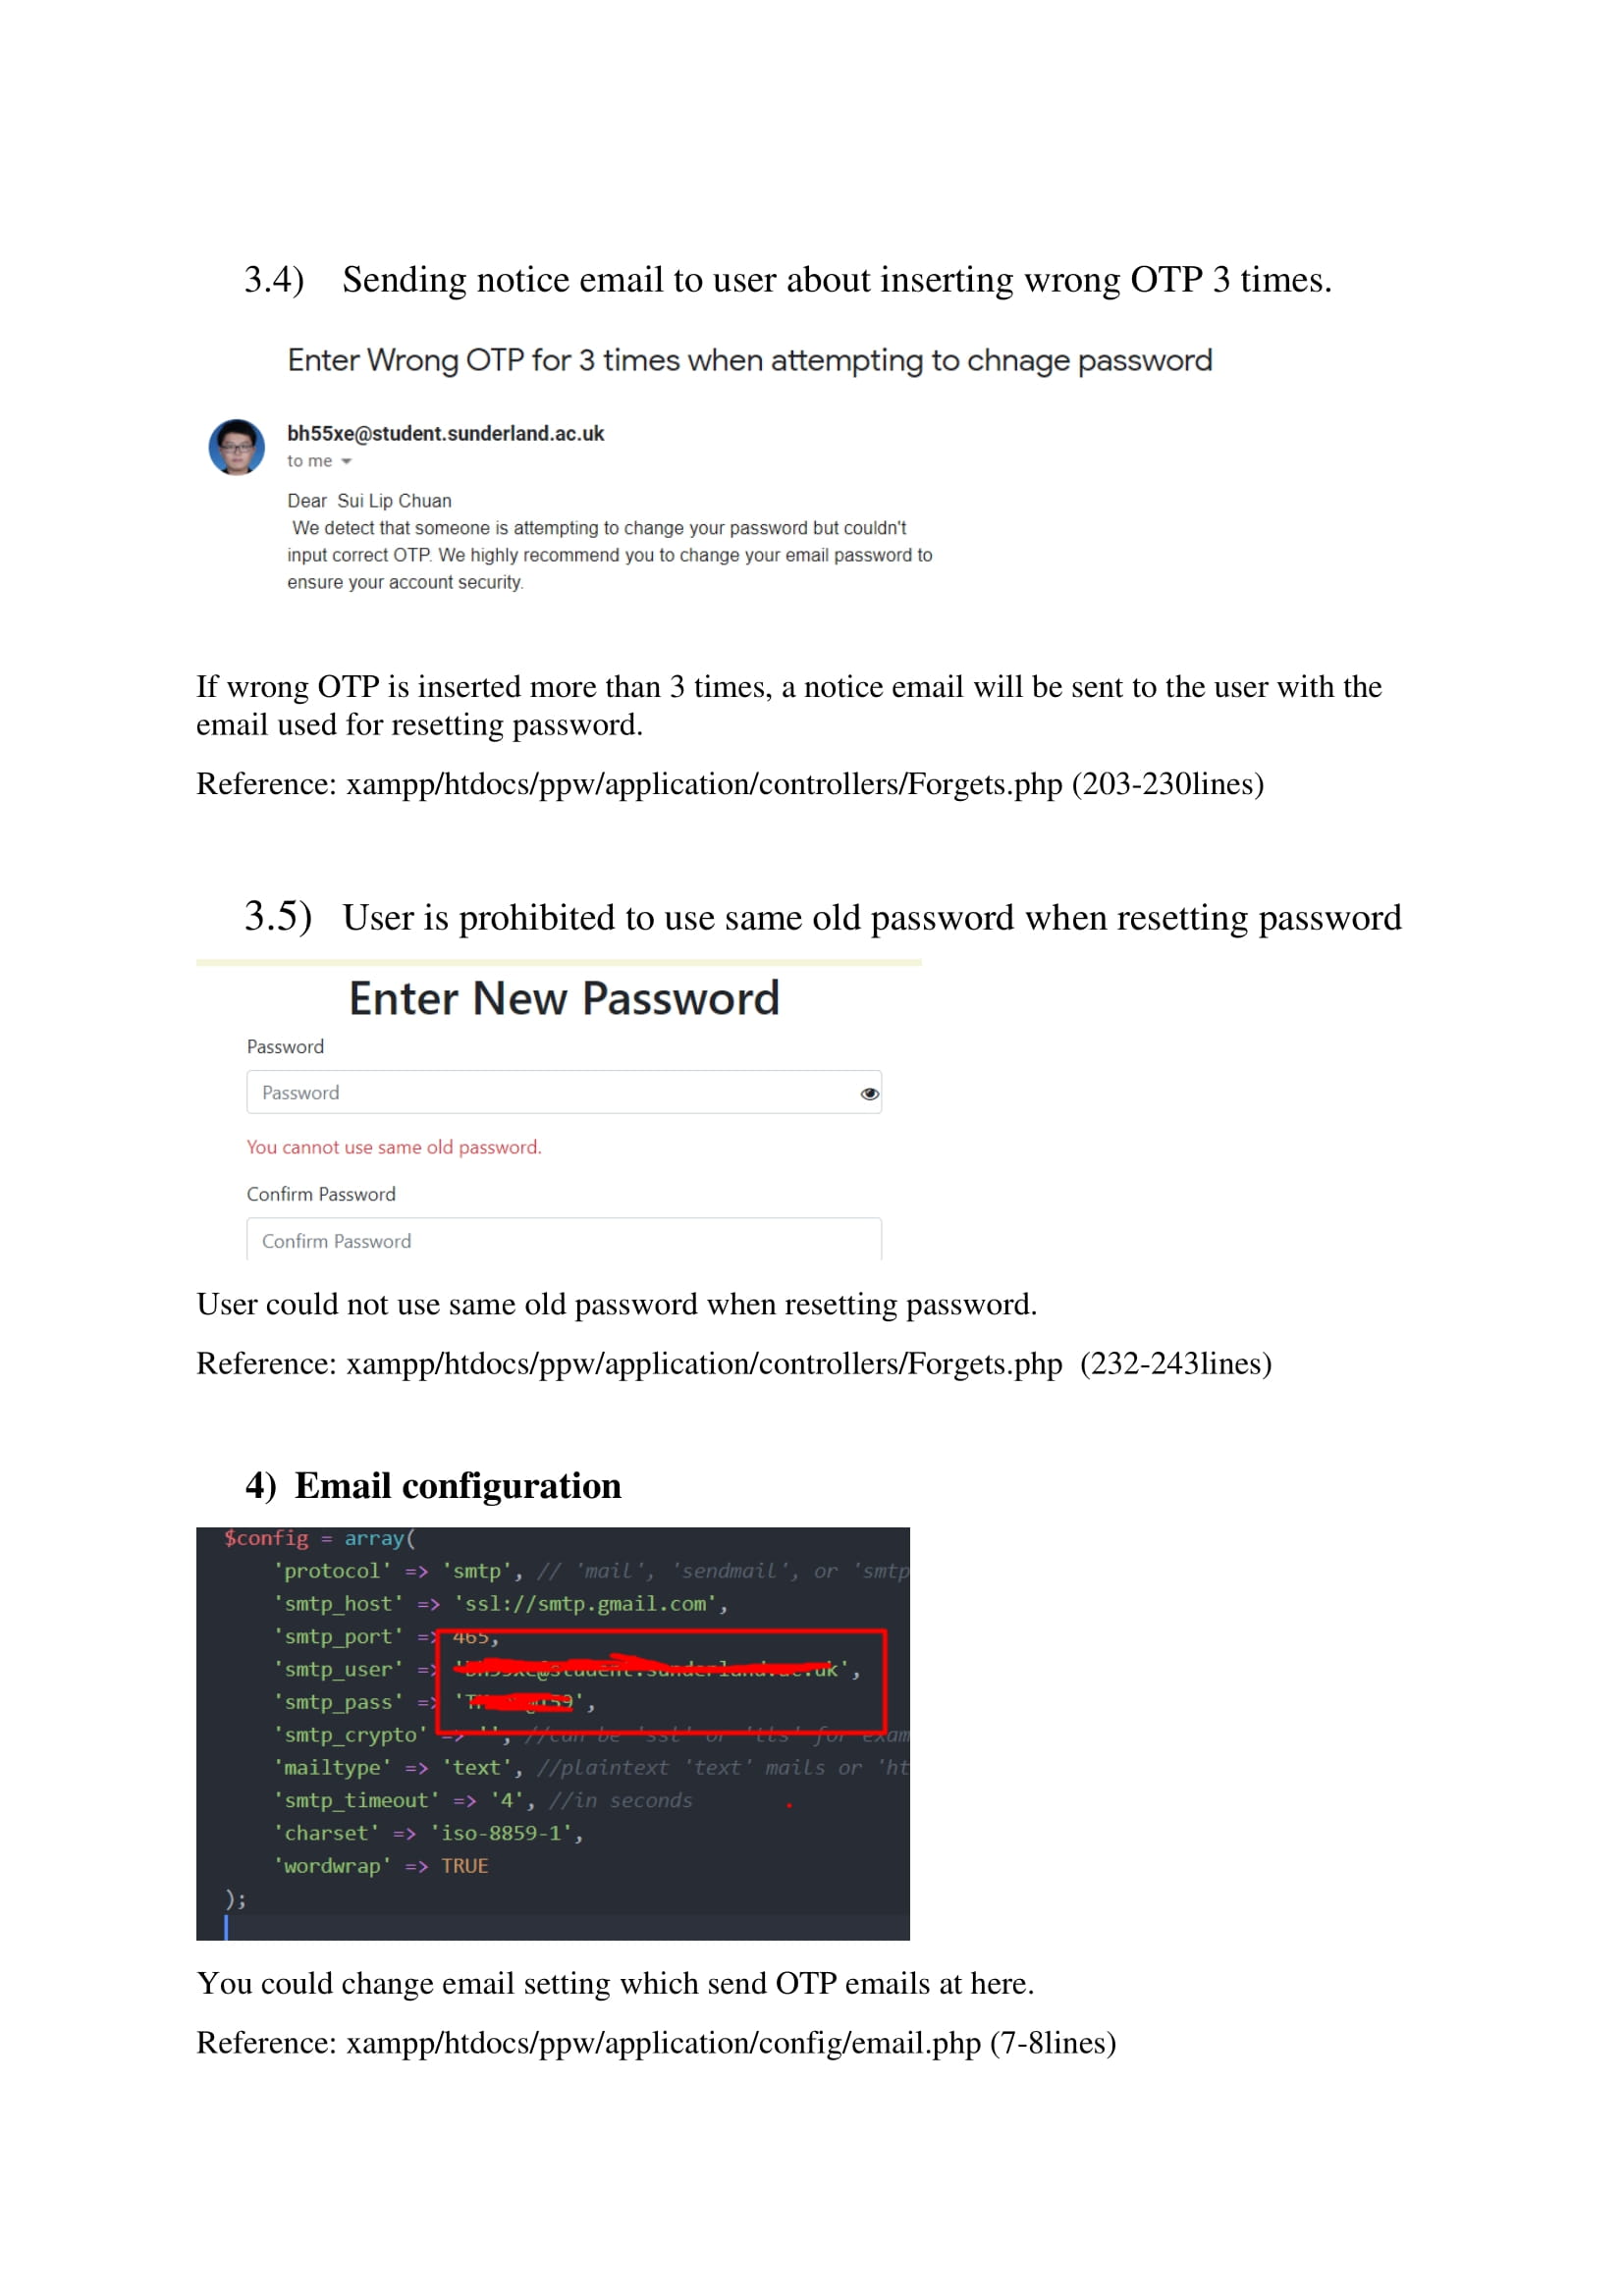 3.4) Sending notice email to user about inserting wrong OTP 3 times.
Enter Wrong OTP for 3 times when attempting to chnage password
bh55xe@student.sunderland.ac.uk
to me
Dear Sui Lip Chuan
We detect that someone is attempting to change your password but couldn't
input correct OTP. We highly recommend you to change your email password to
ensure your account security.
If wrong OTP is inserted more than 3 times, a notice email will be sent to the user with the
email used for resetting password.
Reference: xampp/htdocs/ppw/application/controllers/Forgets.php (203-230lines)
3.5) User is prohibited to use same old password when resetting password
Enter New Password
Password
Password
You cannot use same old password.
Confirm Password
Confirm Password
User could not use same old password when resetting password.
Reference: xampp/htdocs/ppw/application/controllers/Forgets.php (232-243lines)
4) Email configuration
$config = array(
'protocol' => 'smtp', // 'mail', 'sendmail', or 'smtp
'smtp_host' => 'ssl://smtp.gmail.com',
'smtp_port' => 465,
'smtp_user' =>
'smtp_pass' =>
'smtp_crypto' => '', //can be 'ssl' or 'tls' for exam
'mailtype' => 'text', //plaintext 'text' mails or 'ht
'smtp_timeout' => '4', //in seconds
'charset' => 'iso-8859-1',
'wordwrap' => TRUE
);
You could change email setting which send OTP emails at here.
Reference: xampp/htdocs/ppw/application/config/email.php (7-8lines)